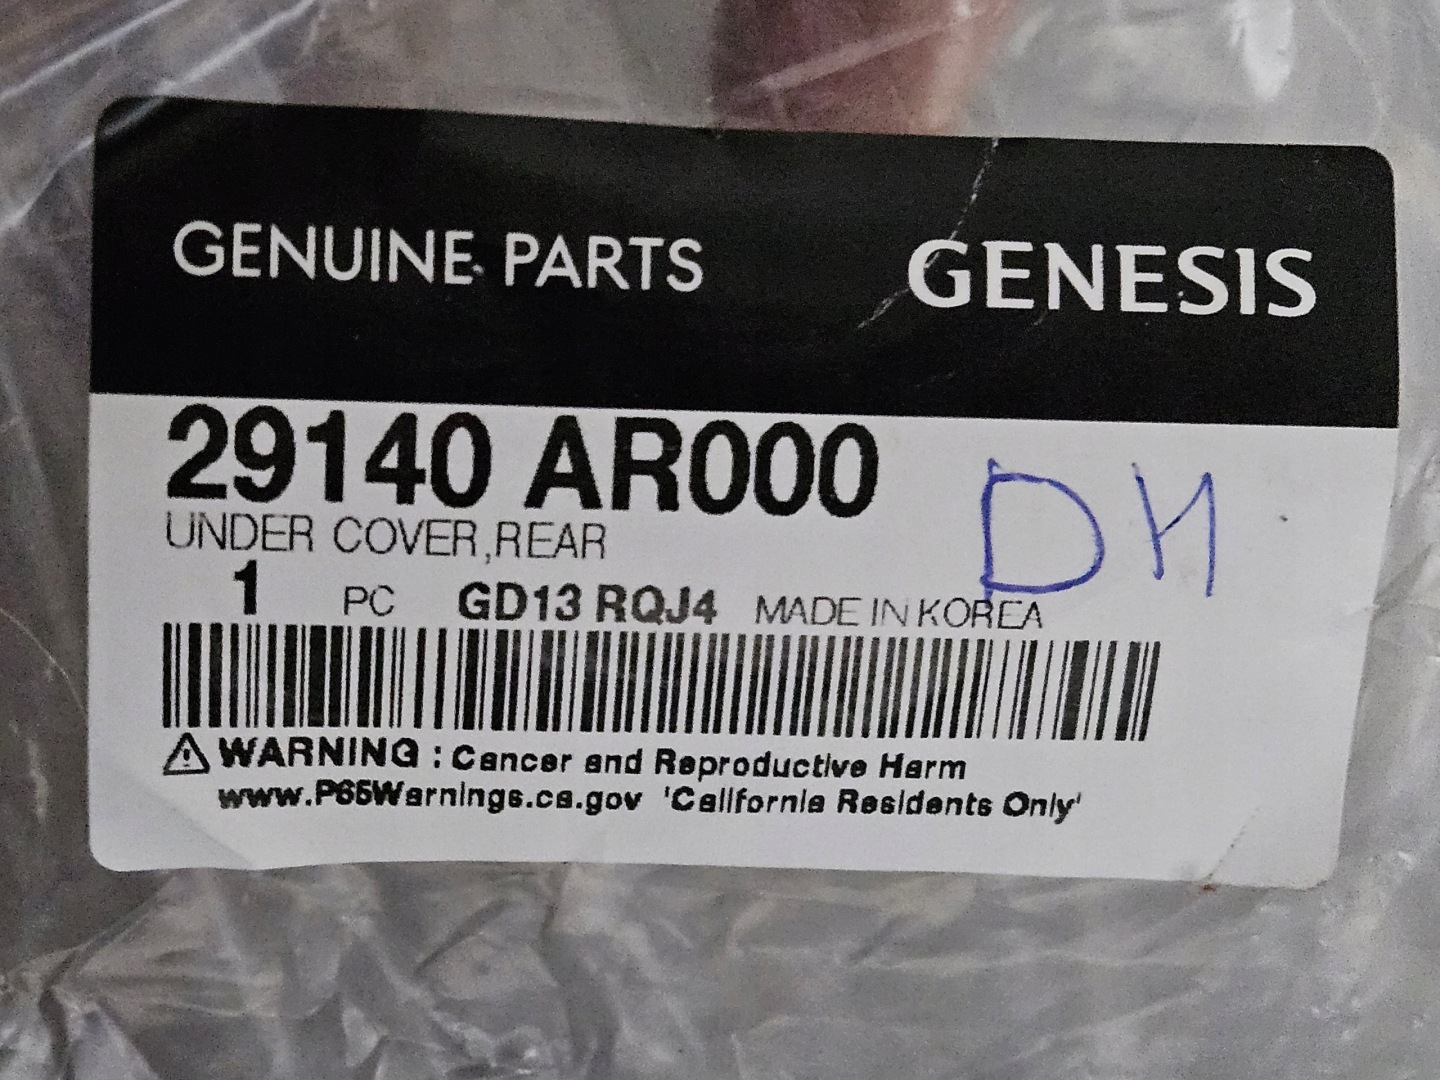 GENUINE PARTS GENESIS
29140 AR000
DH
UNDER COVER,REAR
1 PC GD13 RQJ4 MADE IN KOREA
WARNING : Cancer and Reproductive Harm
www.P65Warnings.ca.gov 'California Residents Only'